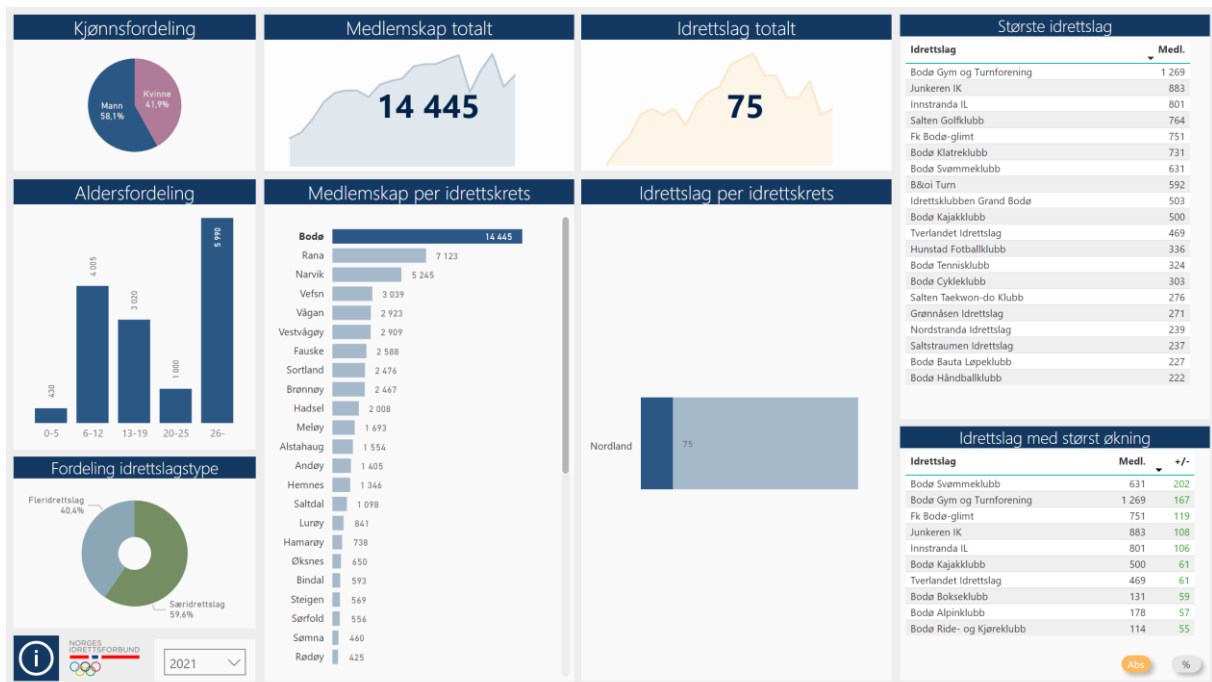 Kjønnsfordeling
Kvinne
41,9%
Mann
58,1%
Medlemskap totalt
14 445
Idrettslag totalt
75
Største idrettslag
Idrettslag Medl.
Bodø Gym og Turnforening 1 269
Junkeren IK 883
Innstranda IL 801
Salten Golfklubb 764
Fk Bodø-glimt 751
Bodø Klatreklubb 731
Bodø Svømmeklubb 631
B&oi Turn 592
Idrettsklubben Grand Bodø 503
Bodø Kajakklubb 500
Tverlandet Idrettslag 469
Hunstad Fotballklubb 336
Bodø Tennisklubb 324
Bodø Cykleklubb 303
Salten Taekwon-do Klubb 276
Grønnåsen Idrettslag 271
Nordstranda Idrettslag 239
Saltstraumen Idrettslag 237
Bodø Bauta Løpeklubb 227
Bodø Håndballklubb 222
Aldersfordeling
430
4 005
3 020
1 000
5 990
0-5 6-12 13-19 20-25 26-
Medlemskap per idrettskrets
Bodø 14 445
Rana 7 123
Narvik 5 245
Vefsn 3 039
Vågan 2 923
Vestvågøy 2 909
Fauske 2 588
Sortland 2 476
Brønnøy 2 467
Hadsel 2 008
Meløy 1 693
Alstahaug 1 554
Andøy 1 405
Hemnes 1 346
Saltdal 1 098
Lurøy 841
Hamarøy 738
Øksnes 650
Bindal 593
Steigen 569
Sørfold 556
Sømna 460
Rødøy 425
Idrettslag per idrettskrets
Nordland 75
Idrettslag med størst økning
Idrettslag Medl. +/-
Bodø Svømmeklubb 631 202
Bodø Gym og Turnforening 1 269 167
Fk Bodø-glimt 751 119
Junkeren IK 883 108
Innstranda IL 801 106
Bodø Kajakklubb 500 61
Tverlandet Idrettslag 469 61
Bodø Bokseklubb 131 59
Bodø Alpinklubb 178 57
Bodø Ride- og Kjøreklubb 114 55
Abs %
Fordeling idrettslagstype
Fleridrettslag
40,4%
Særidrettslag
59,6%
i
NORGES
IDRETTSFORBUND
2021